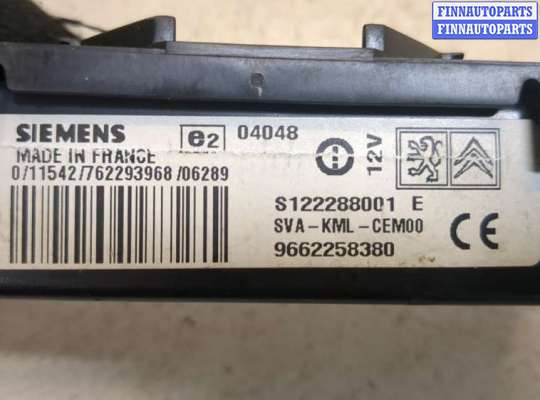 FINNAUTOPARTS
FINNAUTOPARTS
FINNAUTOPARTS
SIEMENS
e2 04048
MADE IN FRANCE
12V
0/11542/762293968/06289
S122288001 E
SVA-KML-CEM00
9662258380
CE